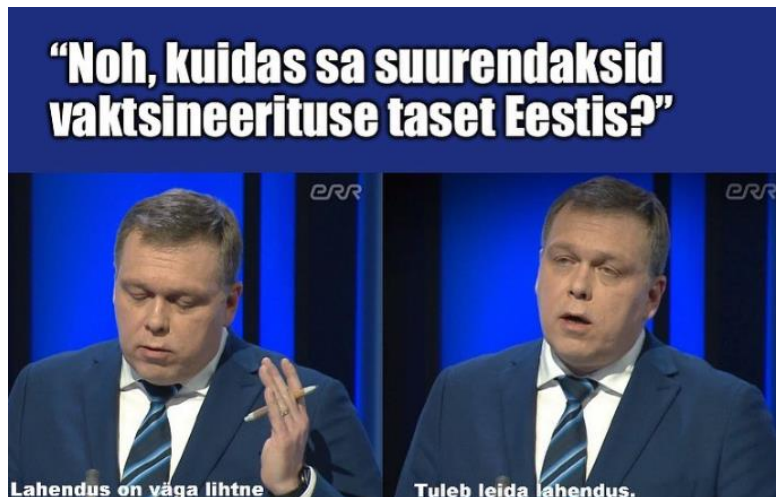 “Noh, kuidas sa suurendaksid
vaktsineerituse taset Eestis?”
err
err
Lahendus on väga lihtne
Tuleb leida lahendus.